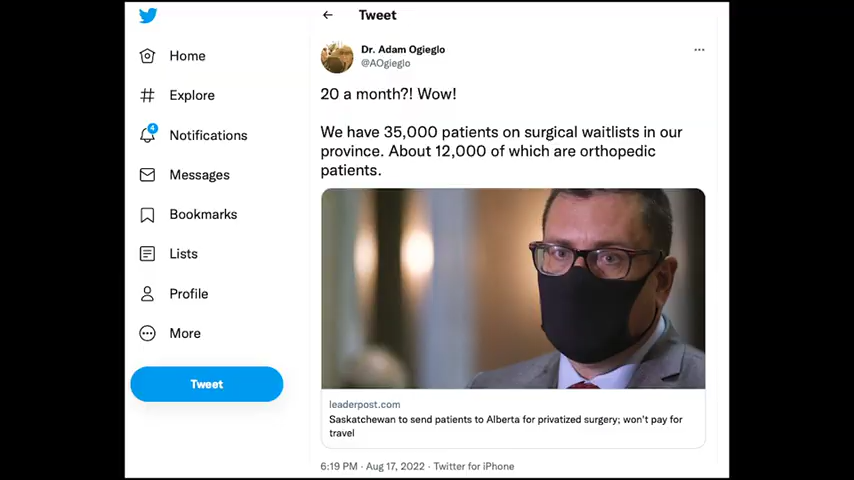 Tweet
Home
Explore
4
Notifications
Messages
Bookmarks
Lists
Profile
More
Tweet
Dr. Adam Ogieglo
@AOgieglo
20 a month?! Wow!
We have 35,000 patients on surgical waitlists in our
province. About 12,000 of which are orthopedic
patients.
leaderpost.com
Saskatchewan to send patients to Alberta for privatized surgery; won't pay for
travel
6:19 PM · Aug 17, 2022 · Twitter for iPhone